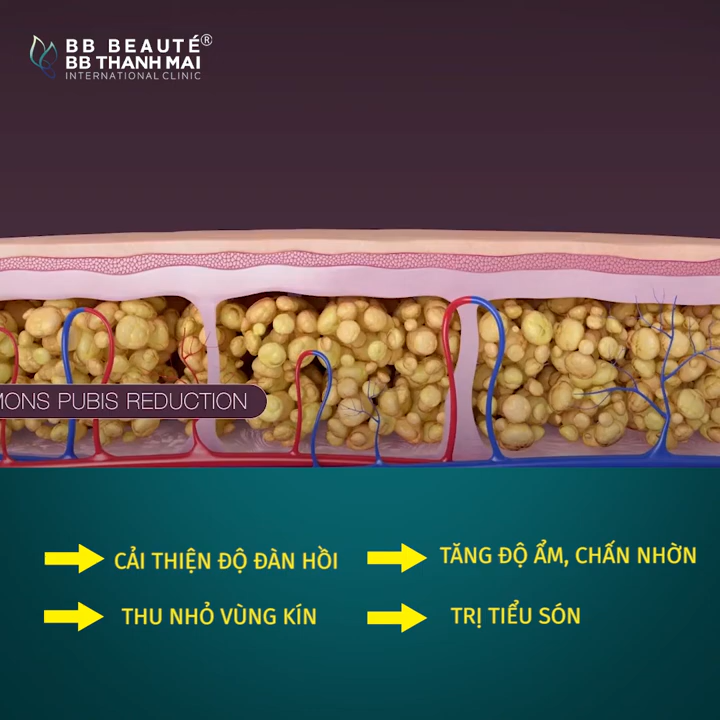 BB BEAUTÉ®
BB THANH MAI
INTERNATIONAL CLINIC
MONS PUBIS REDUCTION
CẢI THIỆN ĐỘ ĐÀN HỒI
TĂNG ĐỘ ẨM, CHẤN NHỜN
THU NHỎ VÙNG KÍN
TRỊ TIỂU SÓN